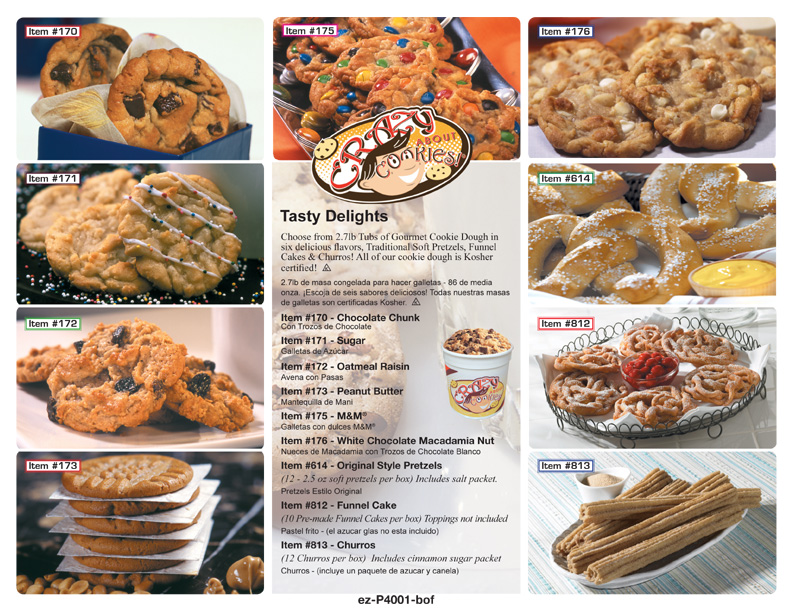 Item #170
Item #175
Item #176
CRAZY
ABOUT
COOKIES!
Item #171
Item #614
Item #172
Item #812
Item #173
Item #813
Tasty Delights
Choose from 2.7lb Tubs of Gourmet Cookie Dough in
six delicious flavors, Traditional Soft Pretzels, Funnel
Cakes & Churros! All of our cookie dough is Kosher
certified!
2.7lb de masa congelada para hacer galletas - 86 de media
onza. ¡Escoja de seis sabores deliciosos! Todas nuestras masas
de galletas son certificadas Kosher.
Item #170 - Chocolate Chunk
Con Trozos de Chocolate
Item #171 - Sugar
Galletas de Azúcar
Item #172 - Oatmeal Raisin
Avena con Pasas
Item #173 - Peanut Butter
Mantequilla de Mani
Item #175 - M&M®
Galletas con dulces M&M®
Item #176 - White Chocolate Macadamia Nut
Nueces de Macadamia con Trozos de Chocolate Blanco
Item #614 - Original Style Pretzels
(12 - 2.5 oz soft pretzels per box) Includes salt packet.
Pretzels Estilo Original
Item #812 - Funnel Cake
(10 Pre-made Funnel Cakes per box) Toppings not included
Pastel frito - (el azucar glas no esta incluido)
Item #813 - Churros
(12 Churros per box) Includes cinnamon sugar packet
Churros - (incluye un paquete de azucar y canela)
CRAZY
COOKIES!
ez-P4001-bof